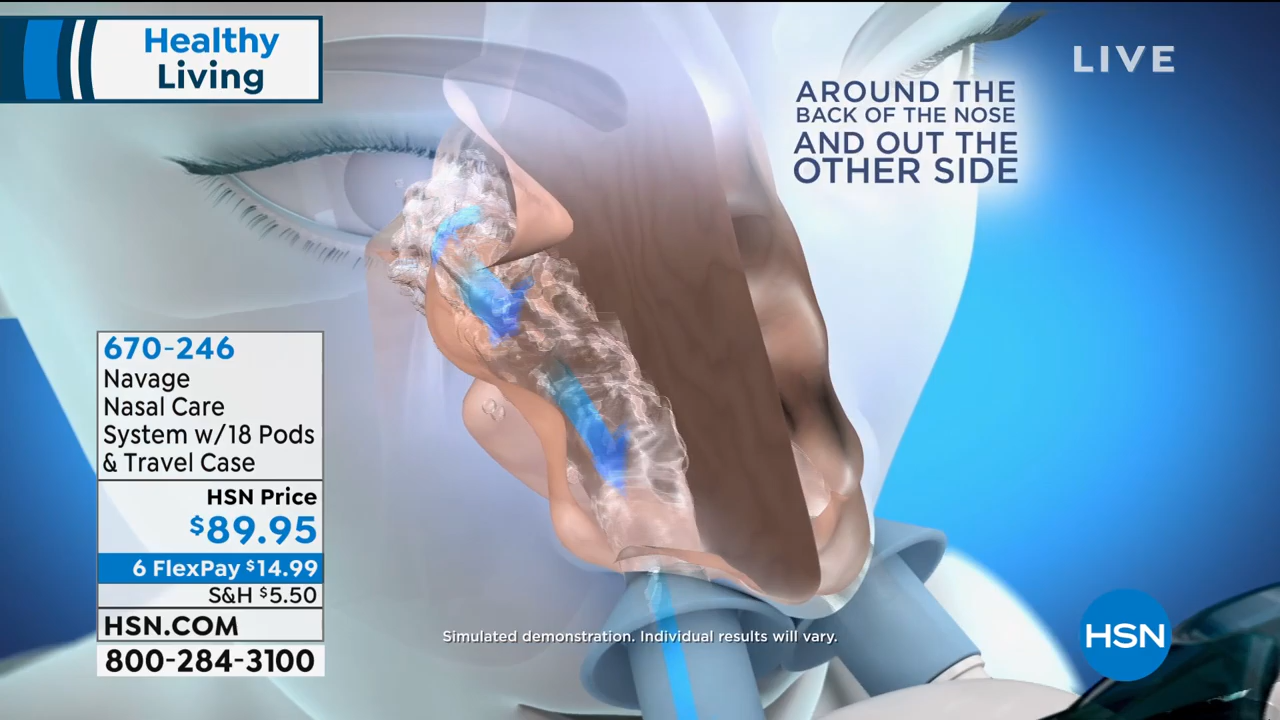 Healthy
Living
LIVE
AROUND THE
BACK OF THE NOSE
AND OUT THE
OTHER SIDE
670-246
Navage
Nasal Care
System w/18 Pods
& Travel Case
HSN Price
$89.95
6 FlexPay $14.99
S&H $5.50
HSN.COM
800-284-3100
Simulated demonstration. Individual results will vary.
HSN